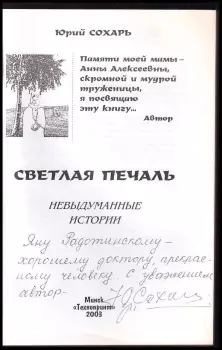 Юрий СОХАРЬ
Памяти моей мамы –
Анны Алексеевны,
скромной и мудрой
труженицы,
я посвящаю
эту книгу...
Автор
СВЕТЛАЯ ПЕЧАЛЬ
НЕВЫДУМАННЫЕ
ИСТОРИИ
Яну Радотинскому –
хорошему доктору, прекрас-
ному человеку с уважением
автор –
Минск
«Технопринт»
2003